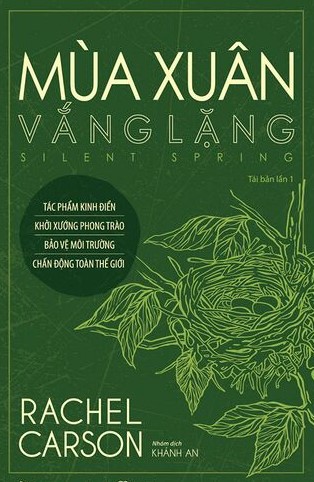 MÙA XUÂN
VẮNG LẶNG
SILENT SPRING
Tái bản lần 1
TÁC PHẨM KINH ĐIỂN
KHỞI XƯỚNG PHONG TRÀO
BẢO VỆ MÔI TRƯỜNG
CHẤN ĐỘNG TOÀN THẾ GIỚI
RACHEL
CARSON
Nhóm dịch
KHÁNH AN